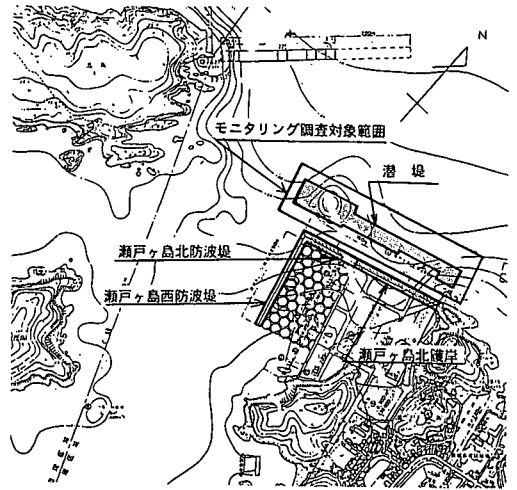 N
モニタリング調査対象範囲
潜 堤
瀬戸ヶ島北防波堤
瀬戸ヶ島西防波堤
瀬戸ヶ島北護岸